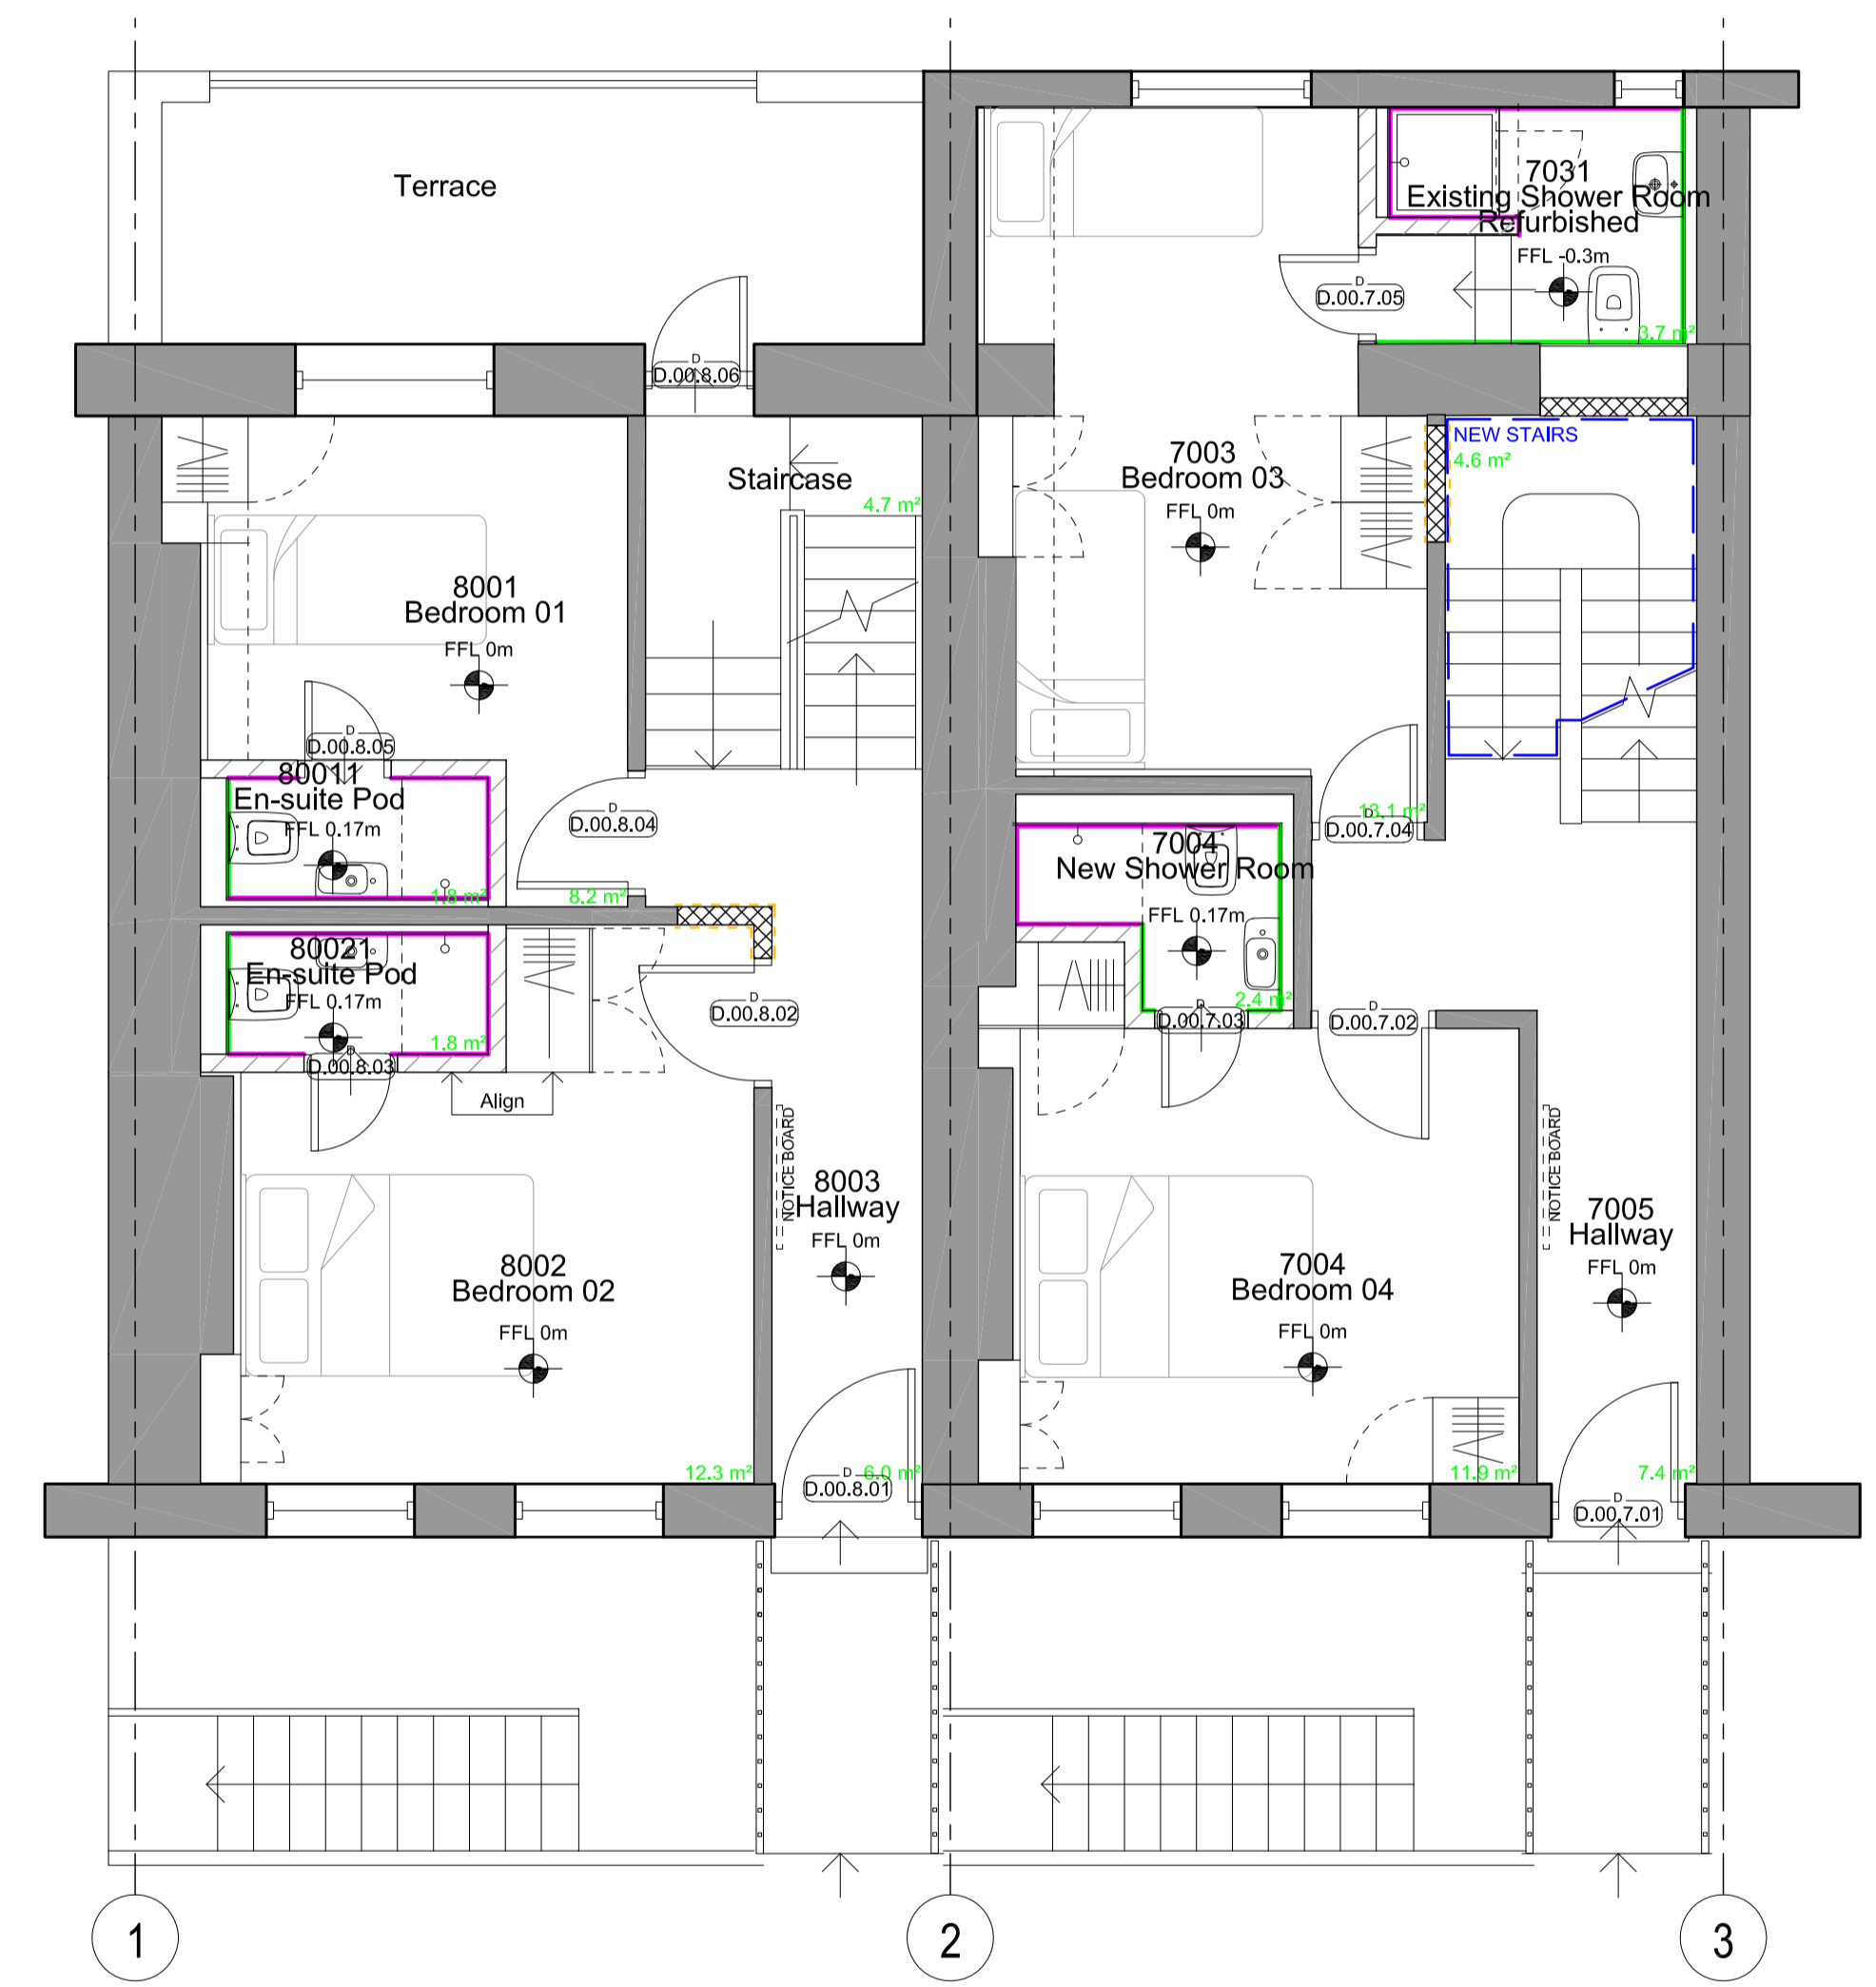 Terrace
7031
Existing Shower Room
Refurbished
FFL -0.3m
D
D.00.7.05
3.7 m²
D
D.00.8.06
NEW STAIRS
4.6 m²
7003
Bedroom 03
FFL 0m
Staircase
4.7 m²
8001
Bedroom 01
FFL 0m
D
D.00.8.05
80011
En-suite Pod
FFL 0.17m
1.8 m²
8.2 m²
D
D.00.8.04
13.1 m²
D
D.00.7.04
7004
New Shower Room
FFL 0.17m
2.4 m²
80021
En-suite Pod
FFL 0.17m
1.8 m²
D
D.00.8.03
D
D.00.8.02
D
D.00.7.03
D
D.00.7.02
Align
NOTICE BOARD
8003
Hallway
FFL 0m
NOTICE BOARD
7005
Hallway
FFL 0m
8002
Bedroom 02
FFL 0m
7004
Bedroom 04
FFL 0m
12.3 m²
6.0 m²
D
D.00.8.01
11.9 m²
7.4 m²
D
D.00.7.01
1
2
3